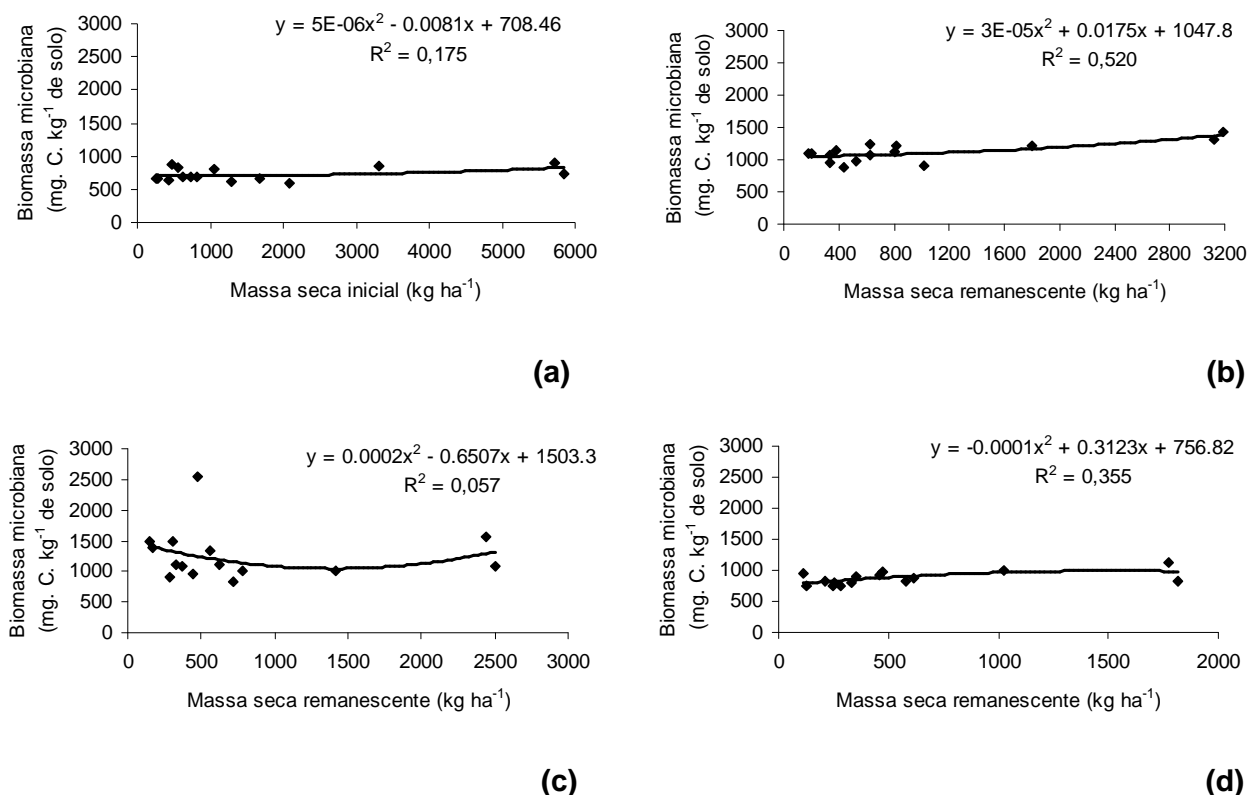 y = 5E-06x² - 0.0081x + 708.46
R² = 0,175
Biomassa microbiana
(mg. C. kg⁻¹ de solo)
3000
2500
2000
1500
1000
500
0
0 1000 2000 3000 4000 5000 6000
Massa seca inicial (kg ha⁻¹)
(a)
y = 3E-05x² + 0.0175x + 1047.8
R² = 0,520
Biomassa microbiana
(mg. C. kg⁻¹ de solo)
3000
2500
2000
1500
1000
500
0
0 400 800 1200 1600 2000 2400 2800 3200
Massa seca remanescente (kg ha⁻¹)
(b)
y = 0.0002x² - 0.6507x + 1503.3
R² = 0,057
Biomassa microbiana
(mg. C. kg⁻¹ de solo)
3000
2500
2000
1500
1000
500
0
0 500 1000 1500 2000 2500 3000
Massa seca remanescente (kg ha⁻¹)
(c)
y = -0.0001x² + 0.3123x + 756.82
R² = 0,355
Biomassa microbiana
(mg. C. kg⁻¹ de solo)
3000
2500
2000
1500
1000
500
0
0 500 1000 1500 2000
Massa seca remanescente (kg ha⁻¹)
(d)